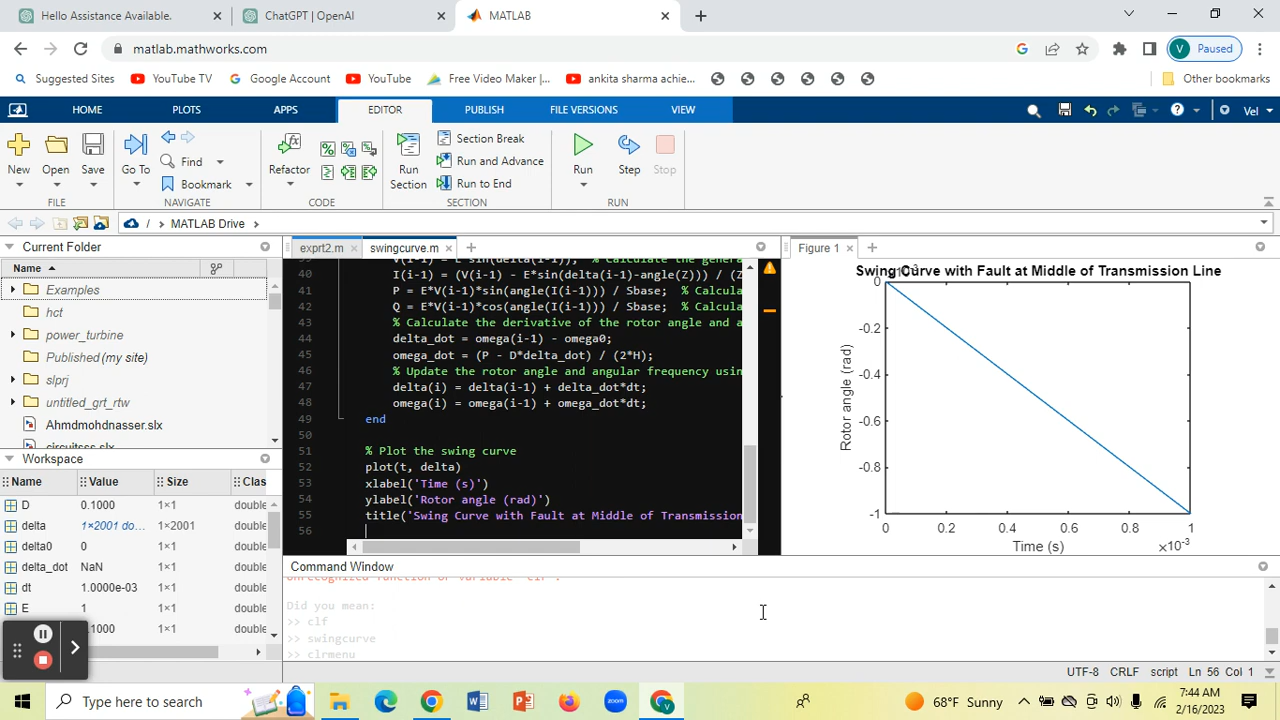 Hello Assistance Available.
ChatGPT | OpenAI
MATLAB
matlab.mathworks.com
V Paused
Suggested Sites
YouTube TV
Google Account
YouTube
Free Video Maker |...
ankita sharma achie...
Other bookmarks
HOME PLOTS APPS EDITOR PUBLISH FILE VERSIONS VIEW
Vel
New Open Save
Go To
Find
Bookmark
Refactor
Run Section
Section Break
Run and Advance
Run to End
Run Step Stop
FILE NAVIGATE CODE SECTION RUN
/ MATLAB Drive
Current Folder
Name
Examples
hct
power_turbine
Published (my site)
slprj
untitled_grt_rtw
Ahmdmohdnasser.slx
Workspace
Name Value Size Clas
D 0.1000 1×1 double
delta 1×2001 do... 1×2001 double
delta0 0 1×1 double
delta_dot NaN 1×1 double
dt 1.0000e-03 1×1 double
E 1 1×1 double
1000 1×1 double
exprt2.m
swingcurve.m
40 I(i-1) = (V(i-1) - E*sin(delta(i-1)-angle(Z))) / (Z
41 P = E*V(i-1)*sin(angle(I(i-1))) / Sbase; % Calcula
42 Q = E*V(i-1)*cos(angle(I(i-1))) / Sbase; % Calcula
43 % Calculate the derivative of the rotor angle and a
44 delta_dot = omega(i-1) - omega0;
45 omega_dot = (P - D*delta_dot) / (2*H);
46 % Update the rotor angle and angular frequency usin
47 delta(i) = delta(i-1) + delta_dot*dt;
48 omega(i) = omega(i-1) + omega_dot*dt;
49 end
50
51 % Plot the swing curve
52 plot(t, delta)
53 xlabel('Time (s)')
54 ylabel('Rotor angle (rad)')
55 title('Swing Curve with Fault at Middle of Transmission
56
Figure 1
Swing Curve with Fault at Middle of Transmission Line
0
-0.2
-0.4
-0.6
-0.8
-1
Rotor angle (rad)
0 0.2 0.4 0.6 0.8 1
Time (s)
×10-3
Command Window
Unrecognized function or variable 'clr'.
Did you mean:
>> clf
>> swingcurve
>> clrmenu
UTF-8 CRLF script Ln 56 Col 1
Type here to search
zoom
68°F Sunny
7:44 AM
2/16/2023